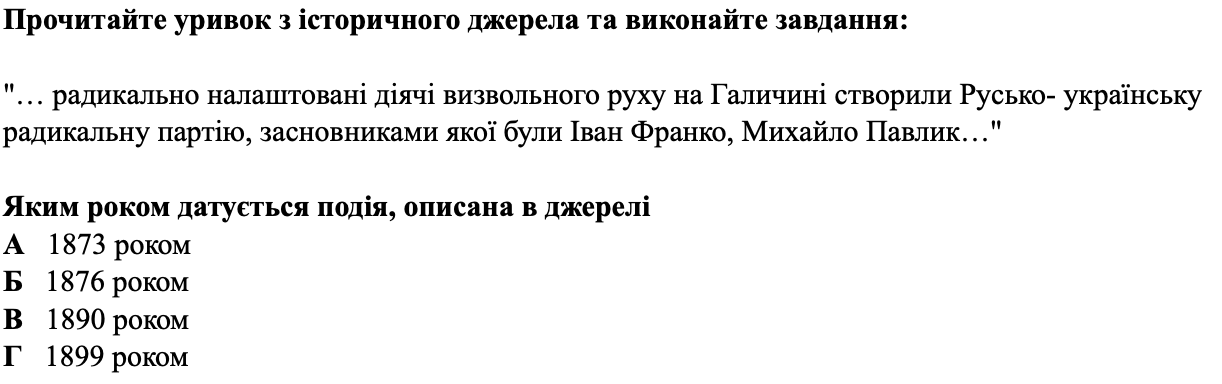 Прочитайте уривок з історичного джерела та виконайте завдання:
"… радикально налаштовані діячі визвольного руху на Галичині створили Русько- українську
радикальну партію, засновниками якої були Іван Франко, Михайло Павлик…"
Яким роком датується подія, описана в джерелі
А 1873 роком
Б 1876 роком
В 1890 роком
Г 1899 роком